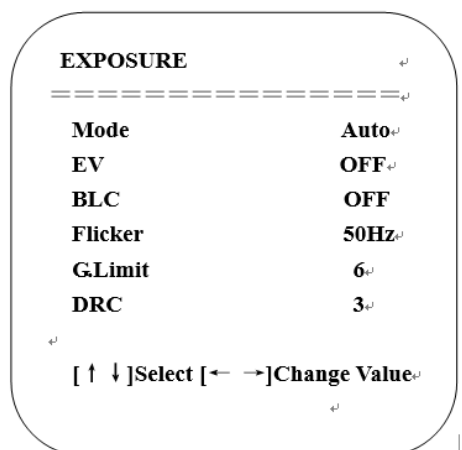 EXPOSURE
=================
Mode Auto
EV OFF
BLC OFF
Flicker 50Hz
G.Limit 6
DRC 3
[↑ ↓]Select [← →]Change Value